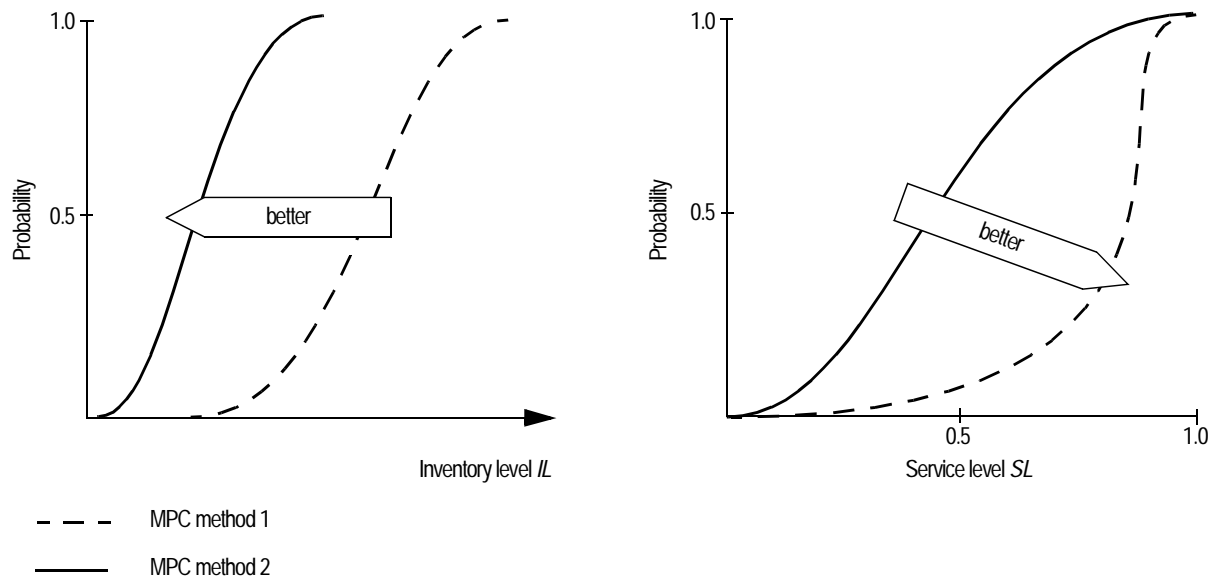 1.0
0.5
Probability
better
Inventory level IL
1.0
0.5
Probability
better
0.5
1.0
Service level SL
MPC method 1
MPC method 2